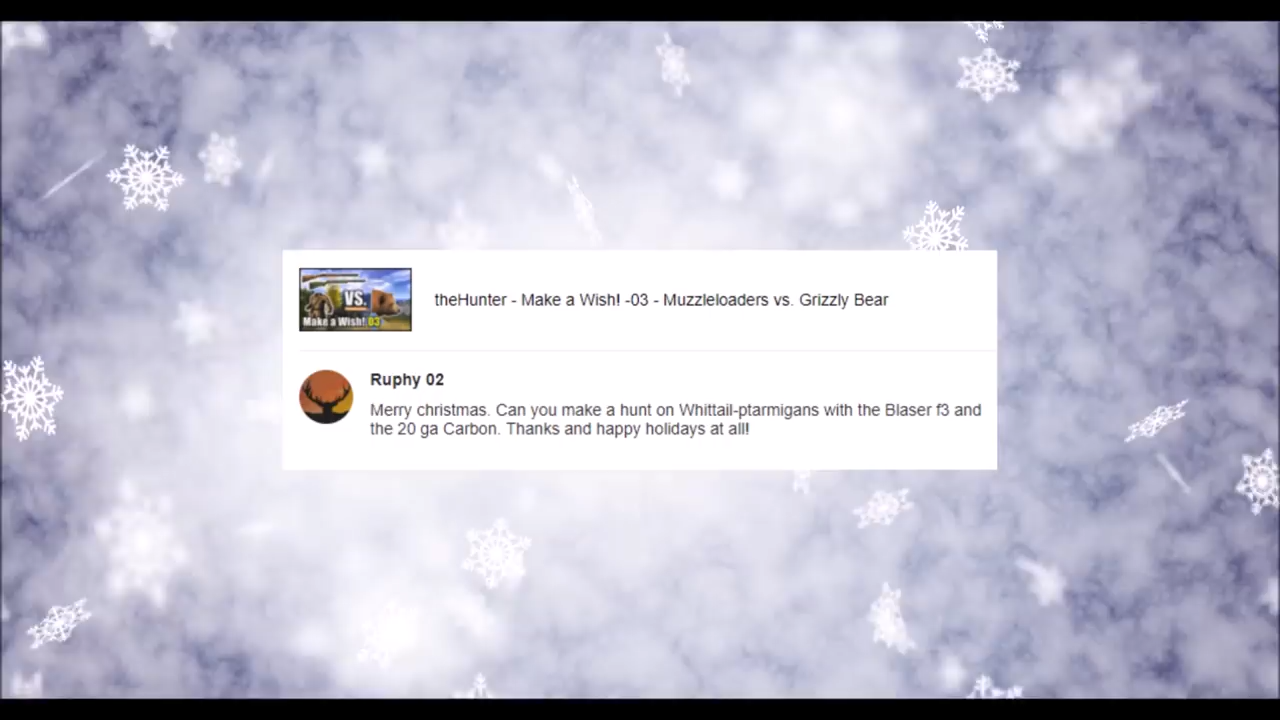 VS.
Make a Wish! 03
theHunter - Make a Wish! -03 - Muzzleloaders vs. Grizzly Bear
Ruphy 02
Merry christmas. Can you make a hunt on Whittail-ptarmigans with the Blaser f3 and
the 20 ga Carbon. Thanks and happy holidays at all!